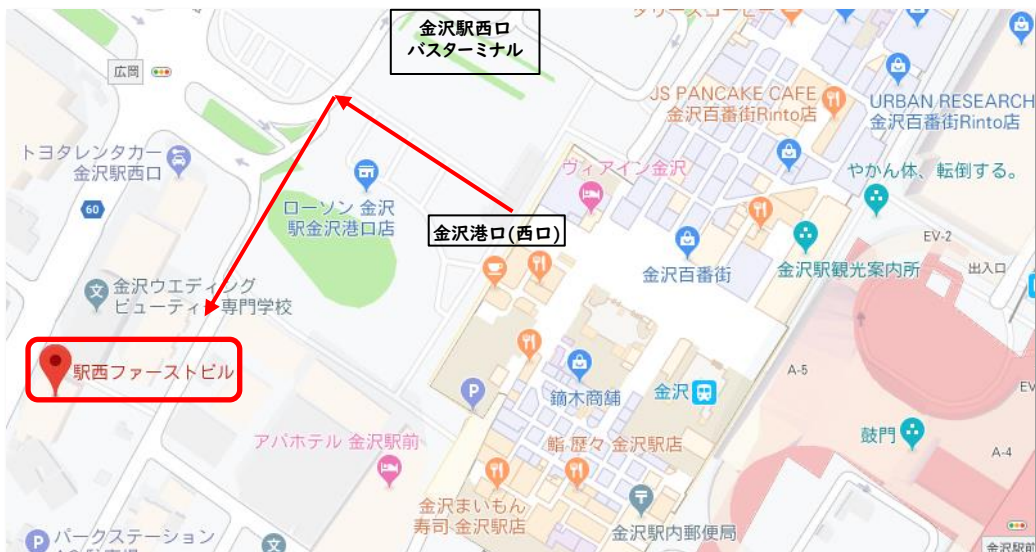 金沢駅西口
バスターミナル
広岡
JS PANCAKE CAFE
金沢百番街Rinto店
URBAN RESEARCH
金沢百番街Rinto店
トヨタレンタカー
金沢駅西口
60
ローソン 金沢
駅金沢港口店
ヴィアイン金沢
やかん体、転倒する。
金沢港口(西口)
EV-2
出入口
金沢百番街
金沢駅観光案内所
金沢ウエディング
ビューティー専門学校
駅西ファーストビル
P
鏑木商舗
金沢
A-5
EV
アパホテル 金沢駅前
鮨 歴々 金沢駅店
鼓門
A-4
金沢まいもん
寿司 金沢駅店
金沢駅内郵便局
P
パークステーション
文
文
金沢駅前